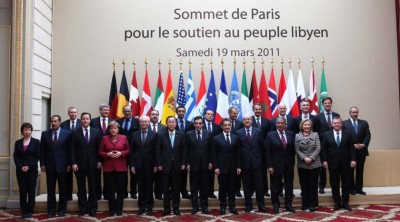 Sommet de Paris
pour le soutien au peuple libyen
Samedi 19 mars 2011